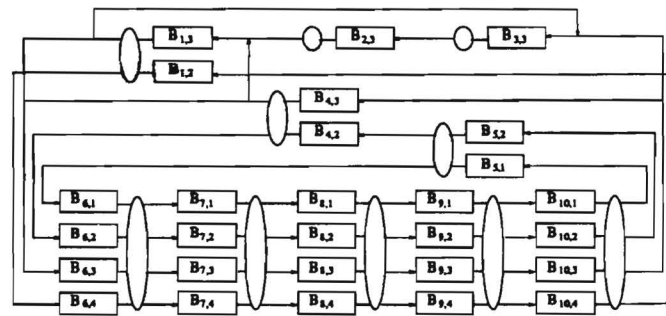 B1,3 B2,3 B3,3
B1,2
B4,3
B4,2 B5,2
B5,1
B6,1 B7,1 B8,1 B9,1 B10,1
B6,2 B7,2 B8,2 B9,2 B10,2
B6,3 B7,3 B8,3 B9,3 B10,3
B6,4 B7,4 B8,4 B9,4 B10,4